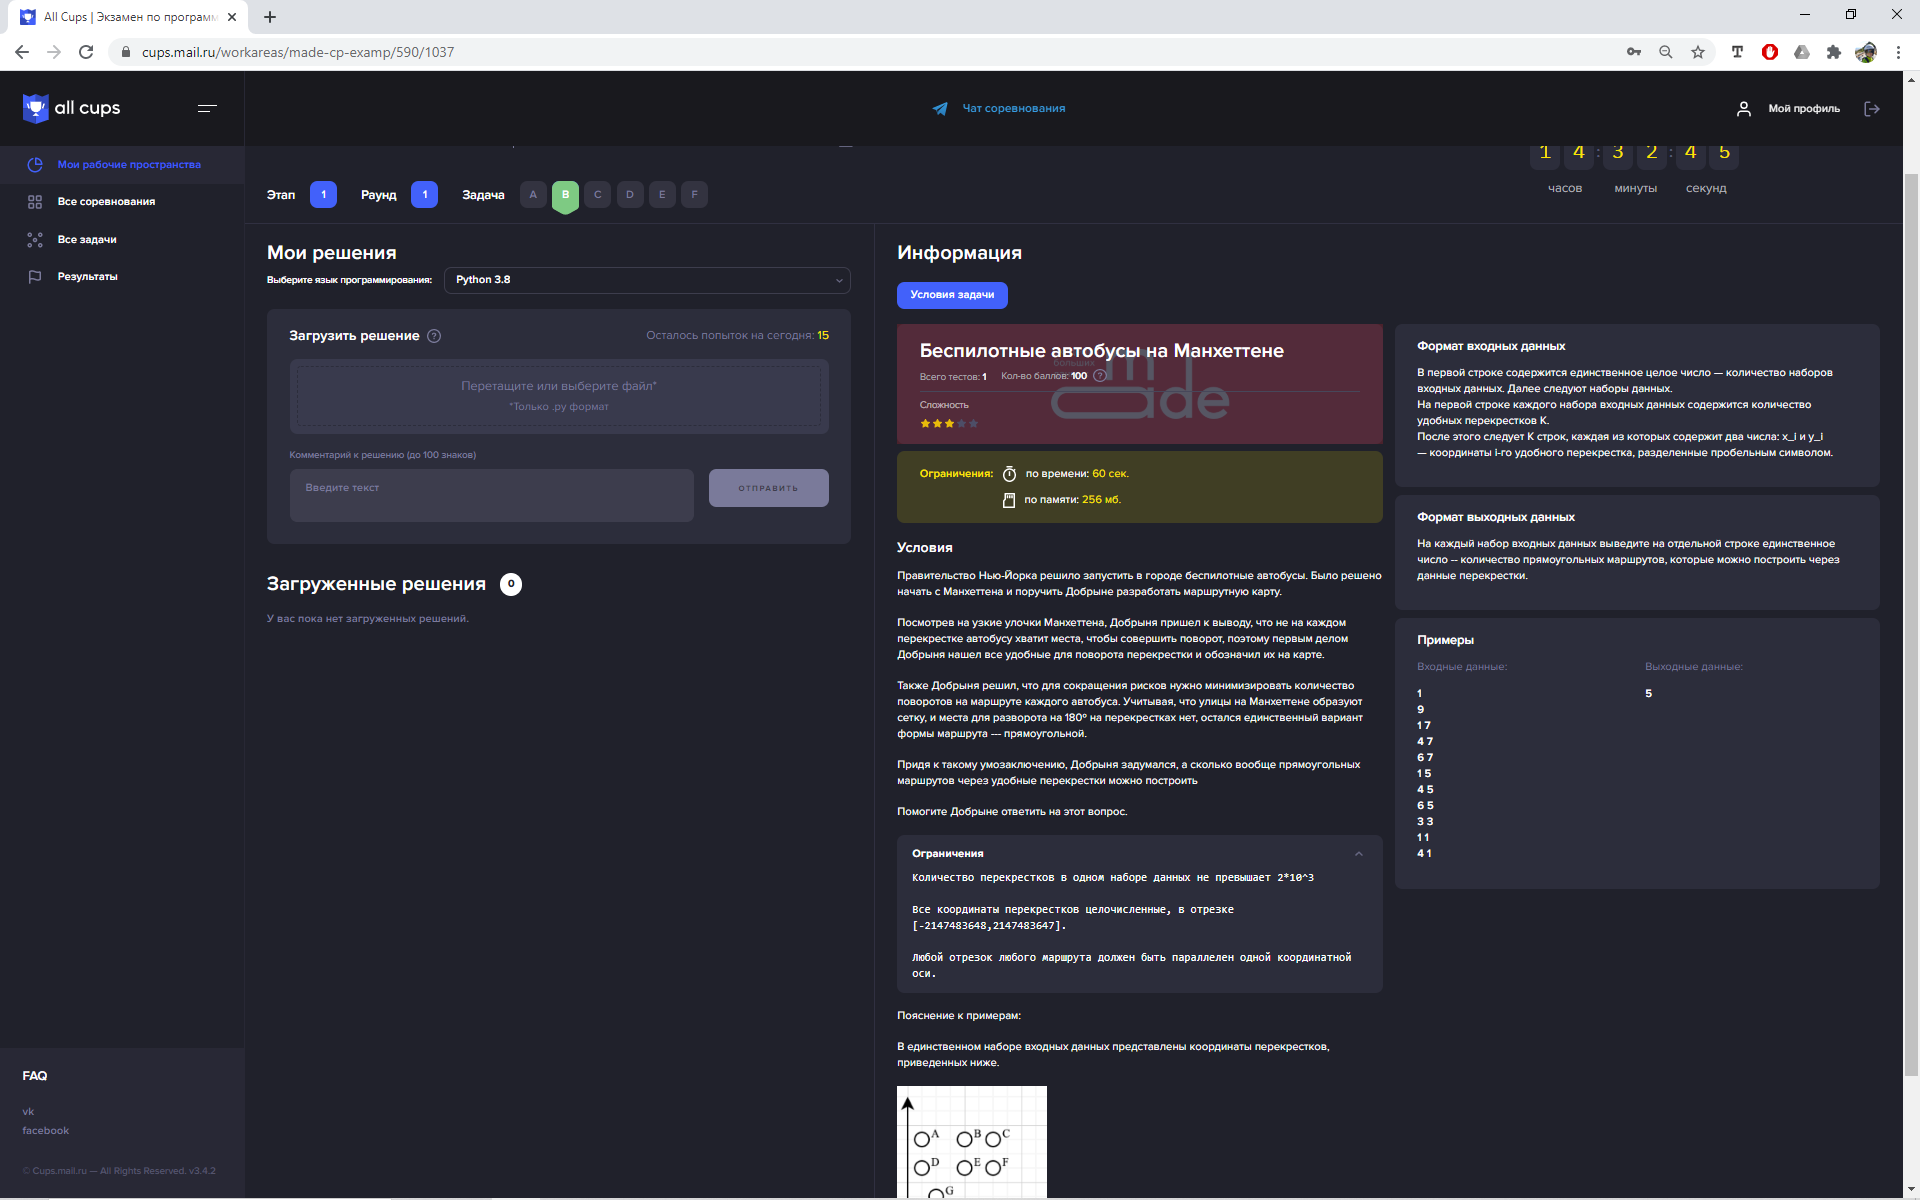 All Cups | Экзамен по программ
cups.mail.ru/workareas/made-cp-examp/590/1037
all cups
Чат соревнования
Мой профиль
Мои рабочие пространства
Все соревнования
Все задачи
Результаты
Этап 1 Раунд 1 Задача A B C D E F
1 4 : 3 2 : 4 5
часов минуты секунд
Мои решения
Выберите язык программирования: Python 3.8
Загрузить решение ?
Осталось попыток на сегодня: 15
Перетащите или выберите файл*
*Только .py формат
Комментарий к решению (до 100 знаков)
Введите текст
ОТПРАВИТЬ
Загруженные решения 0
У вас пока нет загруженных решений.
Информация
Условия задачи
Беспилотные автобусы на Манхеттене
Всего тестов: 1 Кол-во баллов: 100 ?
Сложность
made
Ограничения: по времени: 60 сек.
по памяти: 256 мб.
Условия
Правительство Нью-Йорка решило запустить в городе беспилотные автобусы. Было решено
начать с Манхеттена и поручить Добрыне разработать маршрутную карту.
Посмотрев на узкие улочки Манхеттена, Добрыня пришел к выводу, что не на каждом
перекрестке автобусу хватит места, чтобы совершить поворот, поэтому первым делом
Добрыня нашел все удобные для поворота перекрестки и обозначил их на карте.
Также Добрыня решил, что для сокращения рисков нужно минимизировать количество
поворотов на маршруте каждого автобуса. Учитывая, что улицы на Манхеттене образуют
сетку, и места для разворота на 180º на перекрестках нет, остался единственный вариант
формы маршрута --- прямоугольной.
Придя к такому умозаключению, Добрыня задумался, а сколько вообще прямоугольных
маршрутов через удобные перекрестки можно построить
Помогите Добрыне ответить на этот вопрос.
Ограничения
Количество перекрестков в одном наборе данных не превышает 2*10^3
Все координаты перекрестков целочисленные, в отрезке
[-2147483648,2147483647].
Любой отрезок любого маршрута должен быть параллелен одной координатной
оси.
Пояснение к примерам:
В единственном наборе входных данных представлены координаты перекрестков,
приведенных ниже.
A B C
D E F
G
Формат входных данных
В первой строке содержится единственное целое число — количество наборов
входных данных. Далее следуют наборы данных.
На первой строке каждого набора входных данных содержится количество
удобных перекрестков K.
После этого следует K строк, каждая из которых содержит два числа: x_i и y_i
— координаты i-го удобного перекрестка, разделенные пробельным символом.
Формат выходных данных
На каждый набор входных данных выведите на отдельной строке единственное
число -- количество прямоугольных маршрутов, которые можно построить через
данные перекрестки.
Примеры
Входные данные: Выходные данные:
1 5
9
1 7
4 7
6 7
1 5
4 5
6 5
3 3
1 1
4 1
FAQ
vk
facebook
© Cups.mail.ru — All Rights Reserved. v3.4.2